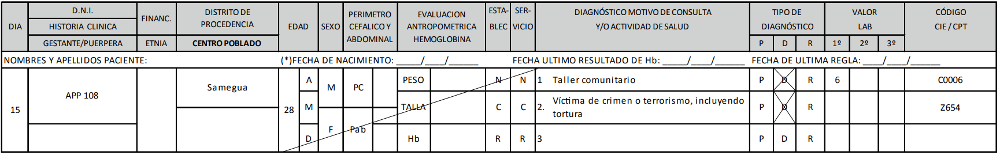 DIA D.N.I. FINANC. DISTRITO DE PROCEDENCIA EDAD SEXO PERIMETRO CEFALICO Y ABDOMINAL EVALUACION ANTROPOMETRICA HEMOGLOBINA ESTA-BLEC SER-VICIO DIAGNÓSTICO MOTIVO DE CONSULTA Y/O ACTIVIDAD DE SALUD TIPO DE DIAGNÓSTICO VALOR LAB CÓDIGO CIE / CPT
HISTORIA CLINICA
GESTANTE/PUERPERA ETNIA CENTRO POBLADO P D R 1º 2º 3º
NOMBRES Y APELLIDOS PACIENTE: (*)FECHA DE NACIMIENTO: _____/____/______ FECHA ULTIMO RESULTADO DE Hb: _____/____/______ FECHA DE ULTIMA REGLA: ____/____/______
15 APP 108 Samegua 28 A M PC PESO N N 1 Taller comunitario P D R 6 C0006
M TALLA C C 2. Víctima de crimen o terrorismo, incluyendo tortura P D R Z654
D F Pab Hb R R 3 P D R